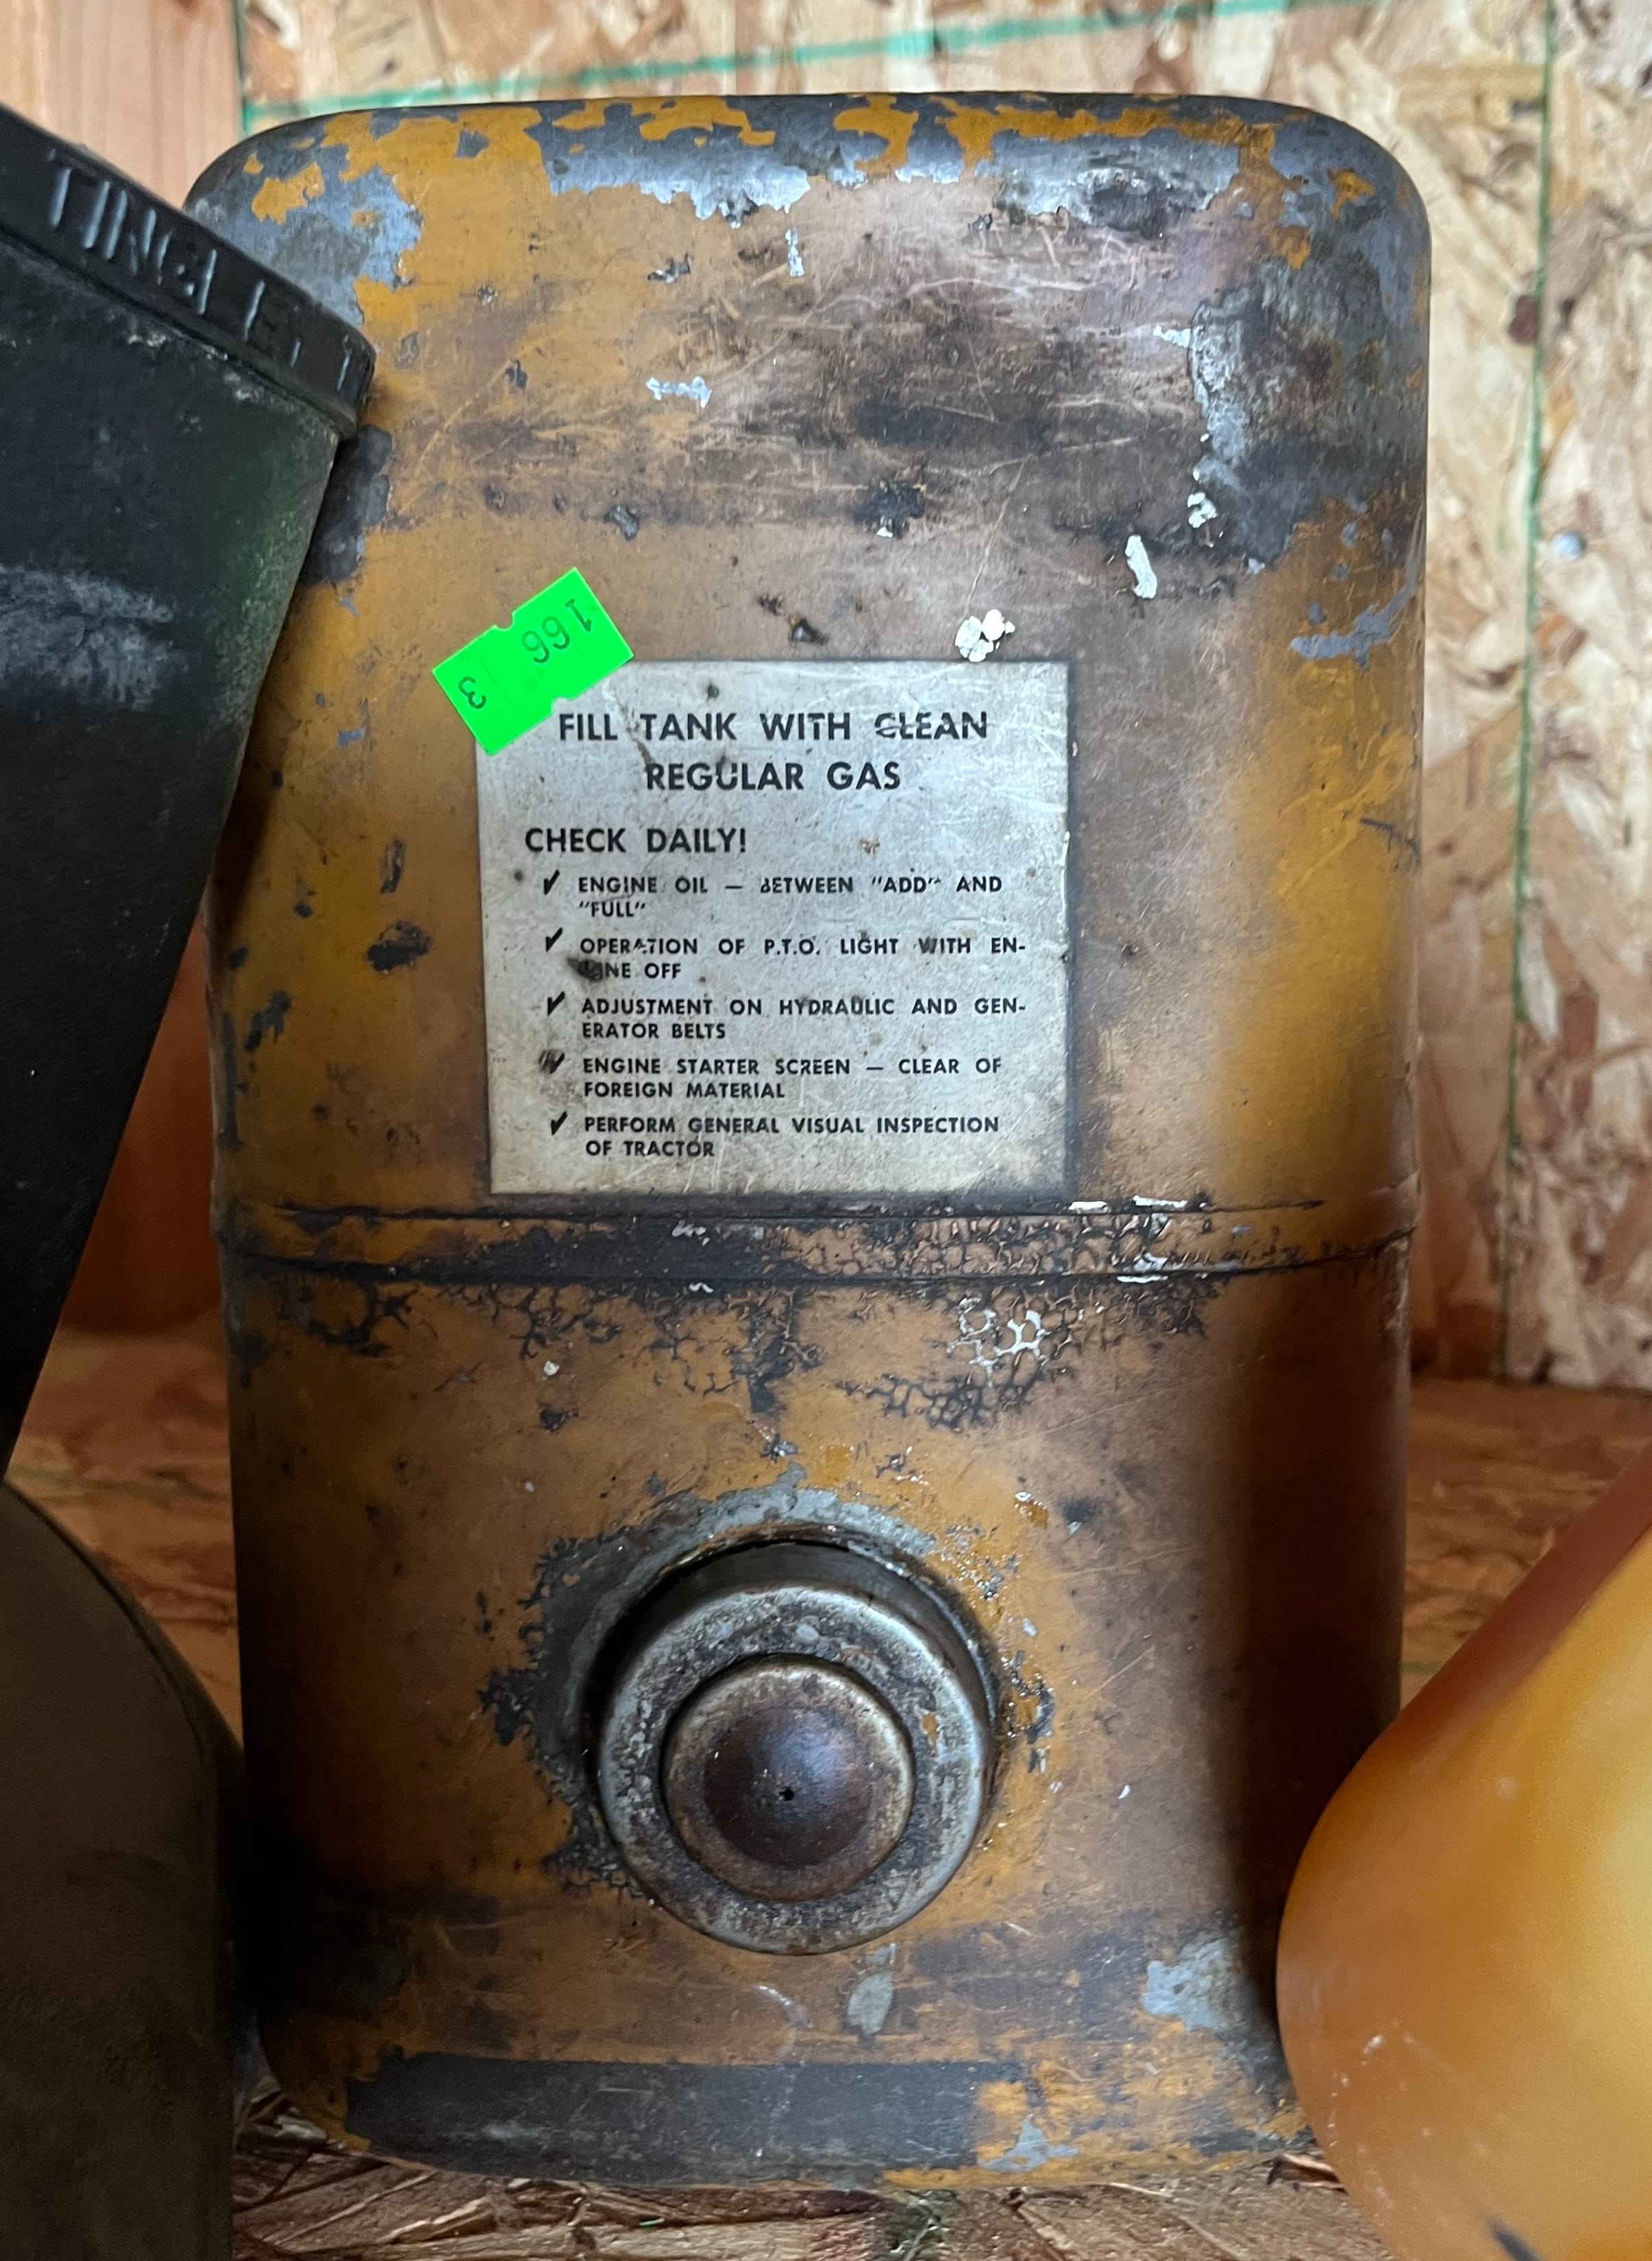 TINGLEY
166 3
FILL TANK WITH CLEAN
REGULAR GAS
CHECK DAILY!
✓ ENGINE OIL — BETWEEN "ADD" AND
"FULL"
✓ OPERATION OF P.T.O. LIGHT WITH EN-
GINE OFF
✓ ADJUSTMENT ON HYDRAULIC AND GEN-
ERATOR BELTS
✓ ENGINE STARTER SCREEN — CLEAR OF
FOREIGN MATERIAL
✓ PERFORM GENERAL VISUAL INSPECTION
OF TRACTOR